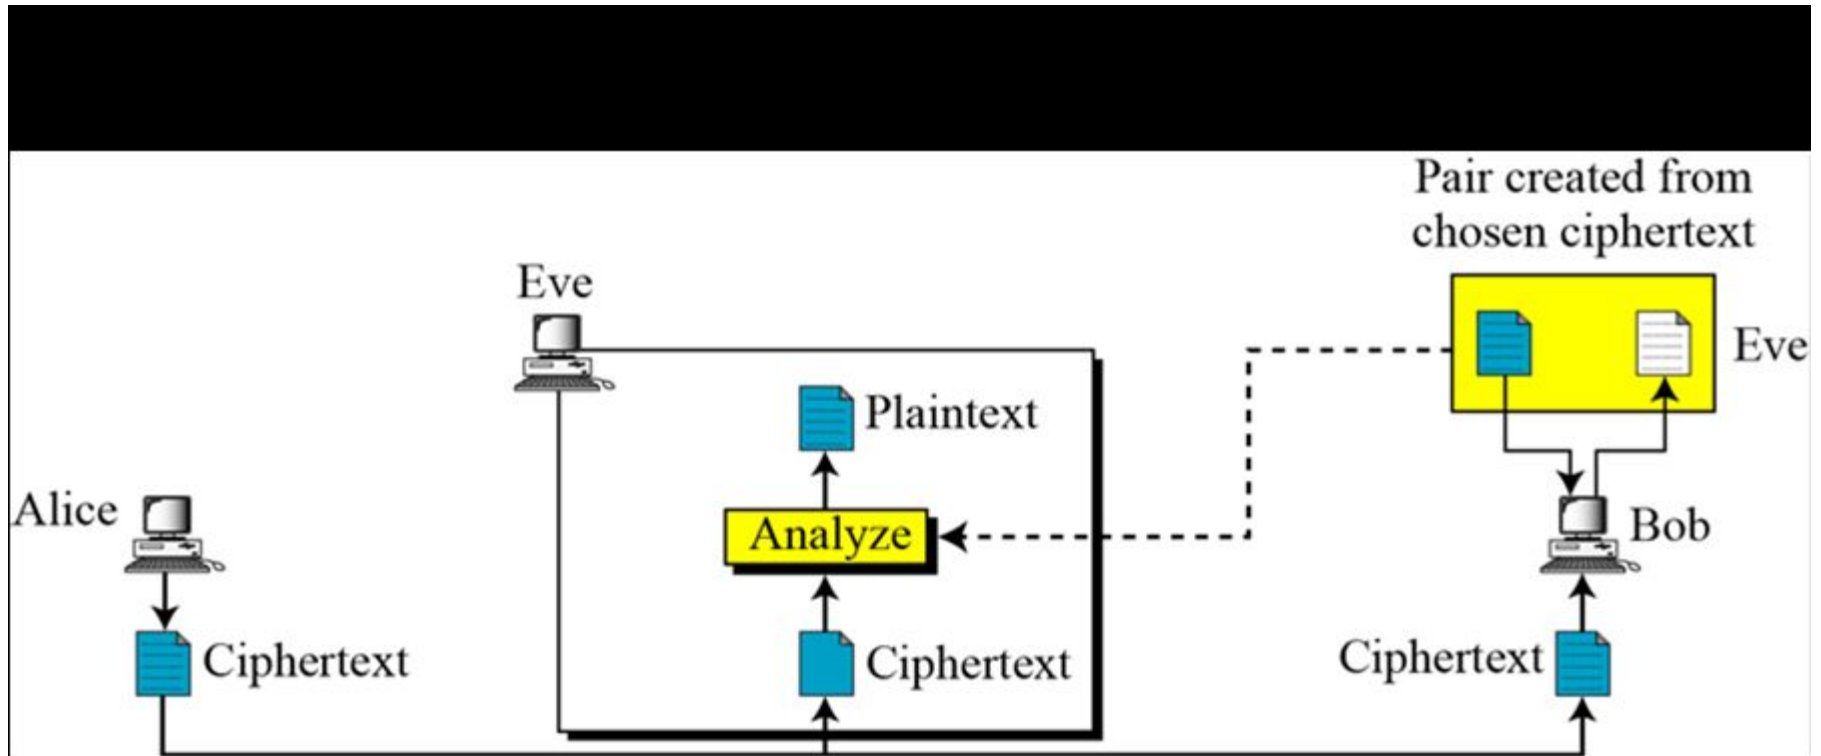 Pair created from
chosen ciphertext
Eve
Eve
Plaintext
Alice
Analyze
Bob
Ciphertext
Ciphertext
Ciphertext